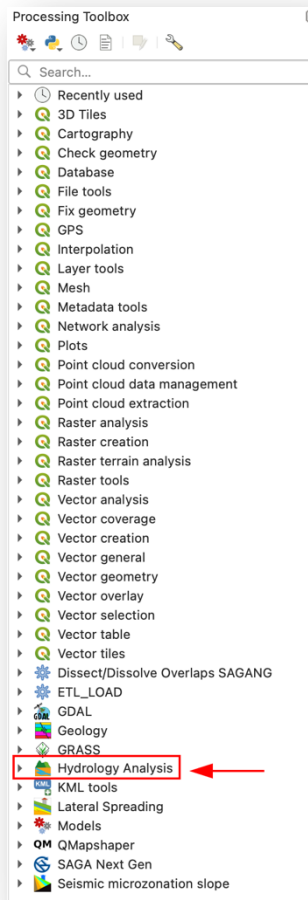 Processing Toolbox
Search...
Recently used
3D Tiles
Cartography
Check geometry
Database
File tools
Fix geometry
GPS
Interpolation
Layer tools
Mesh
Metadata tools
Network analysis
Plots
Point cloud conversion
Point cloud data management
Point cloud extraction
Raster analysis
Raster creation
Raster terrain analysis
Raster tools
Vector analysis
Vector coverage
Vector creation
Vector general
Vector geometry
Vector overlay
Vector selection
Vector table
Vector tiles
Dissect/Dissolve Overlaps SAGANG
ETL_LOAD
GDAL GDAL
Geology
GRASS
Hydrology Analysis
KML KML tools
Lateral Spreading
Models
QM QMapshaper
SAGA Next Gen
Seismic microzonation slope